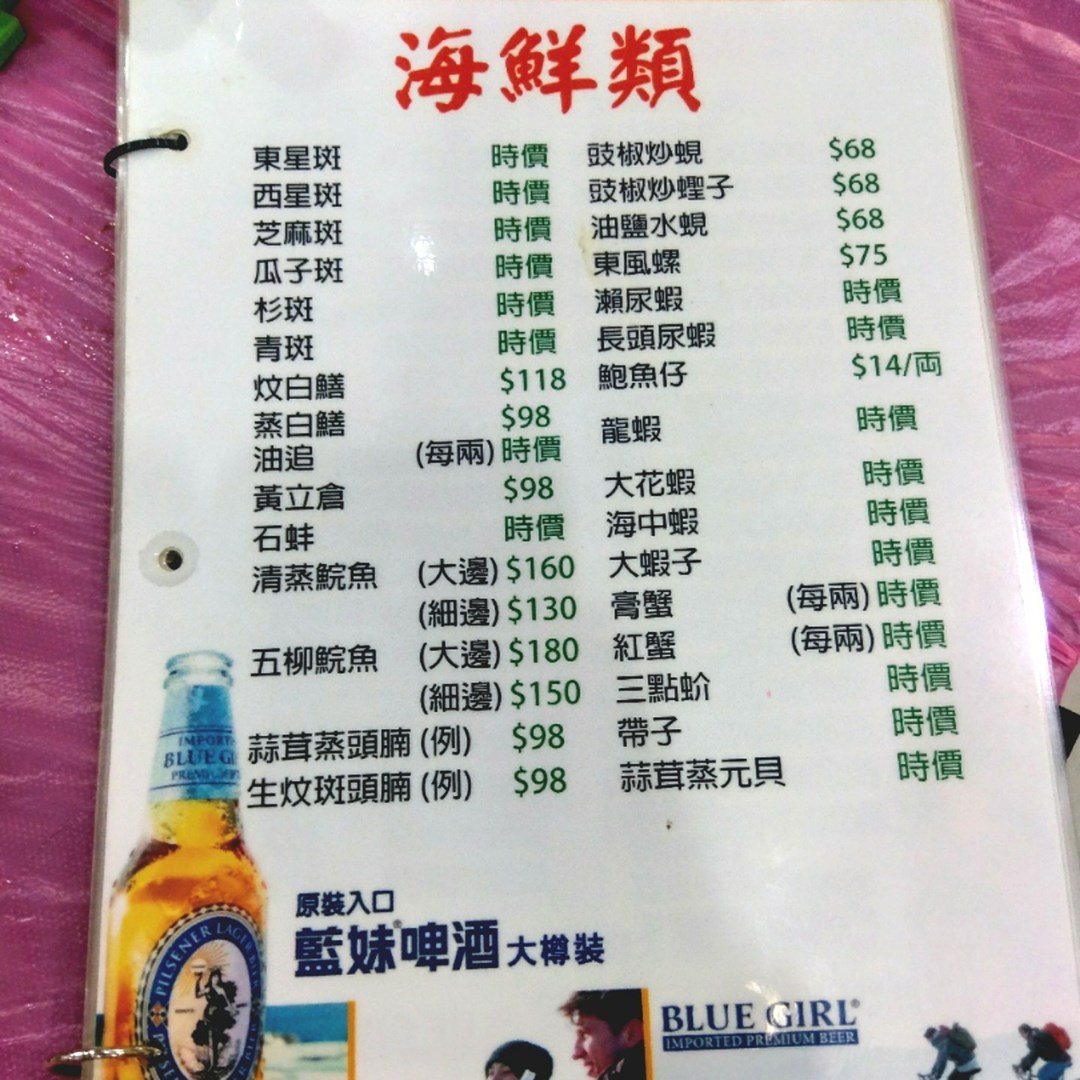 海鮮類
東星斑 時價
西星斑 時價
芝麻斑 時價
瓜子斑 時價
杉斑 時價
青斑 時價
炆白鱔 $118
蒸白鱔 $98
油追 (每兩) 時價
黃立倉 $98
石蚌 時價
清蒸鯇魚 (大邊) $160
(細邊) $130
五柳鯇魚 (大邊) $180
(細邊) $150
蒜茸蒸頭腩 (例) $98
生炆斑頭腩 (例) $98
豉椒炒蜆 $68
豉椒炒蟶子 $68
油鹽水蜆 $68
東風螺 $75
瀨尿蝦 時價
長頭尿蝦 時價
鮑魚仔 $14/両
龍蝦 時價
大花蝦 時價
海中蝦 時價
大蝦子 時價
膏蟹 (每兩) 時價
紅蟹 (每兩) 時價
三點蚧 時價
帶子 時價
蒜茸蒸元貝 時價
原裝入口
藍妹®啤酒 大樽裝
BLUE GIRL®
IMPORTED PREMIUM BEER
BLUE GI
PILSENER LAGER